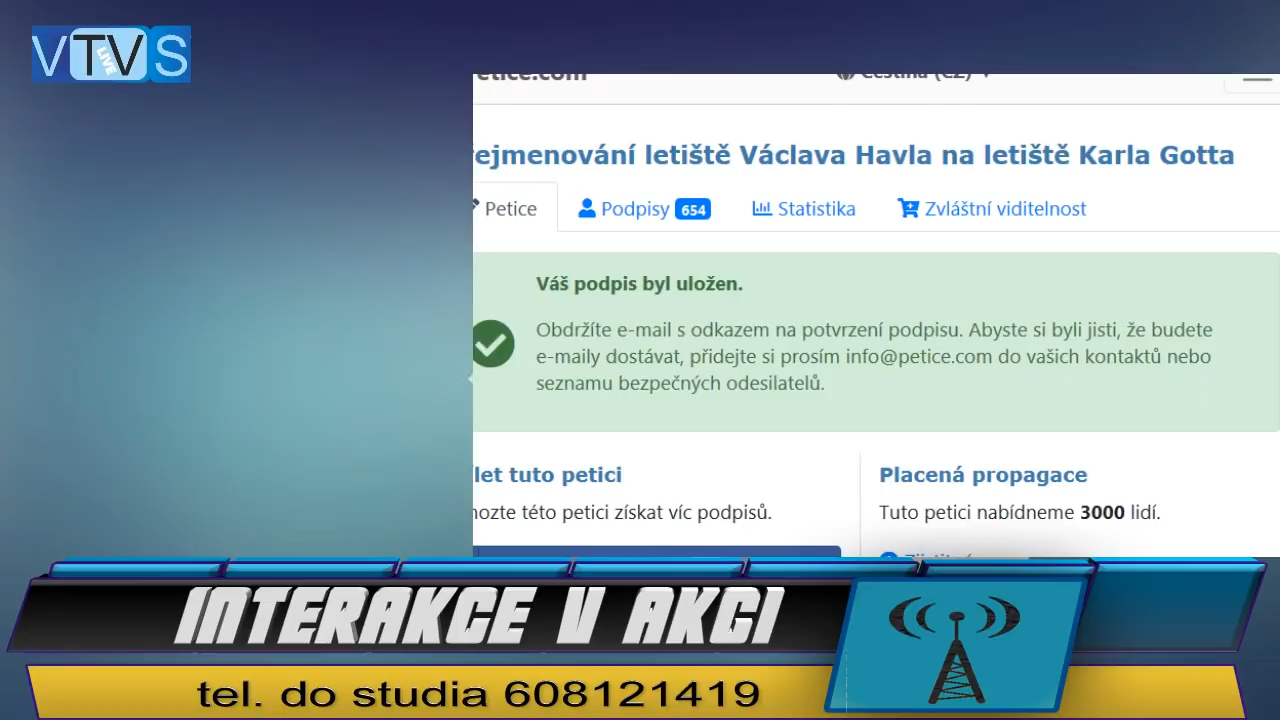 VTVS
LIVE
etice.com
Čeština (CZ)
ejmenování letiště Václava Havla na letiště Karla Gotta
Petice Podpisy 654 Statistika Zvláštní viditelnost
Váš podpis byl uložen.
Obdržíte e-mail s odkazem na potvrzení podpisu. Abyste si byli jisti, že budete
e-maily dostávat, přidejte si prosím info@petice.com do vašich kontaktů nebo
seznamu bezpečných odesilatelů.
let tuto petici
Placená propagace
ozte této petici získat víc podpisů.
Tuto petici nabídneme 3000 lidí.
INTERAKCE V AKCI
tel. do studia 608121419